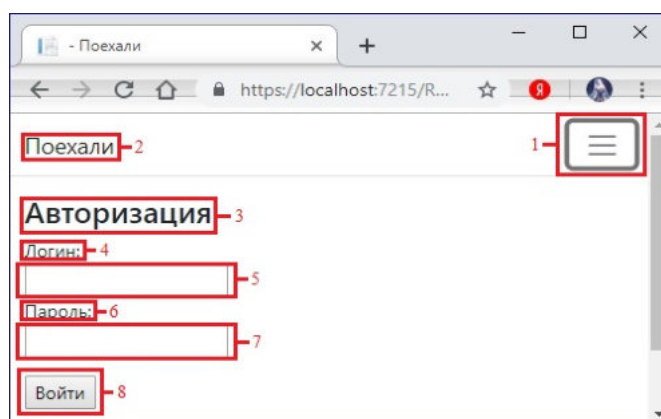 - Поехали
https://localhost:7215/R...
Я
Поехали 2
1
Авторизация 3
Логин: 4
5
Пароль: 6
7
Войти 8